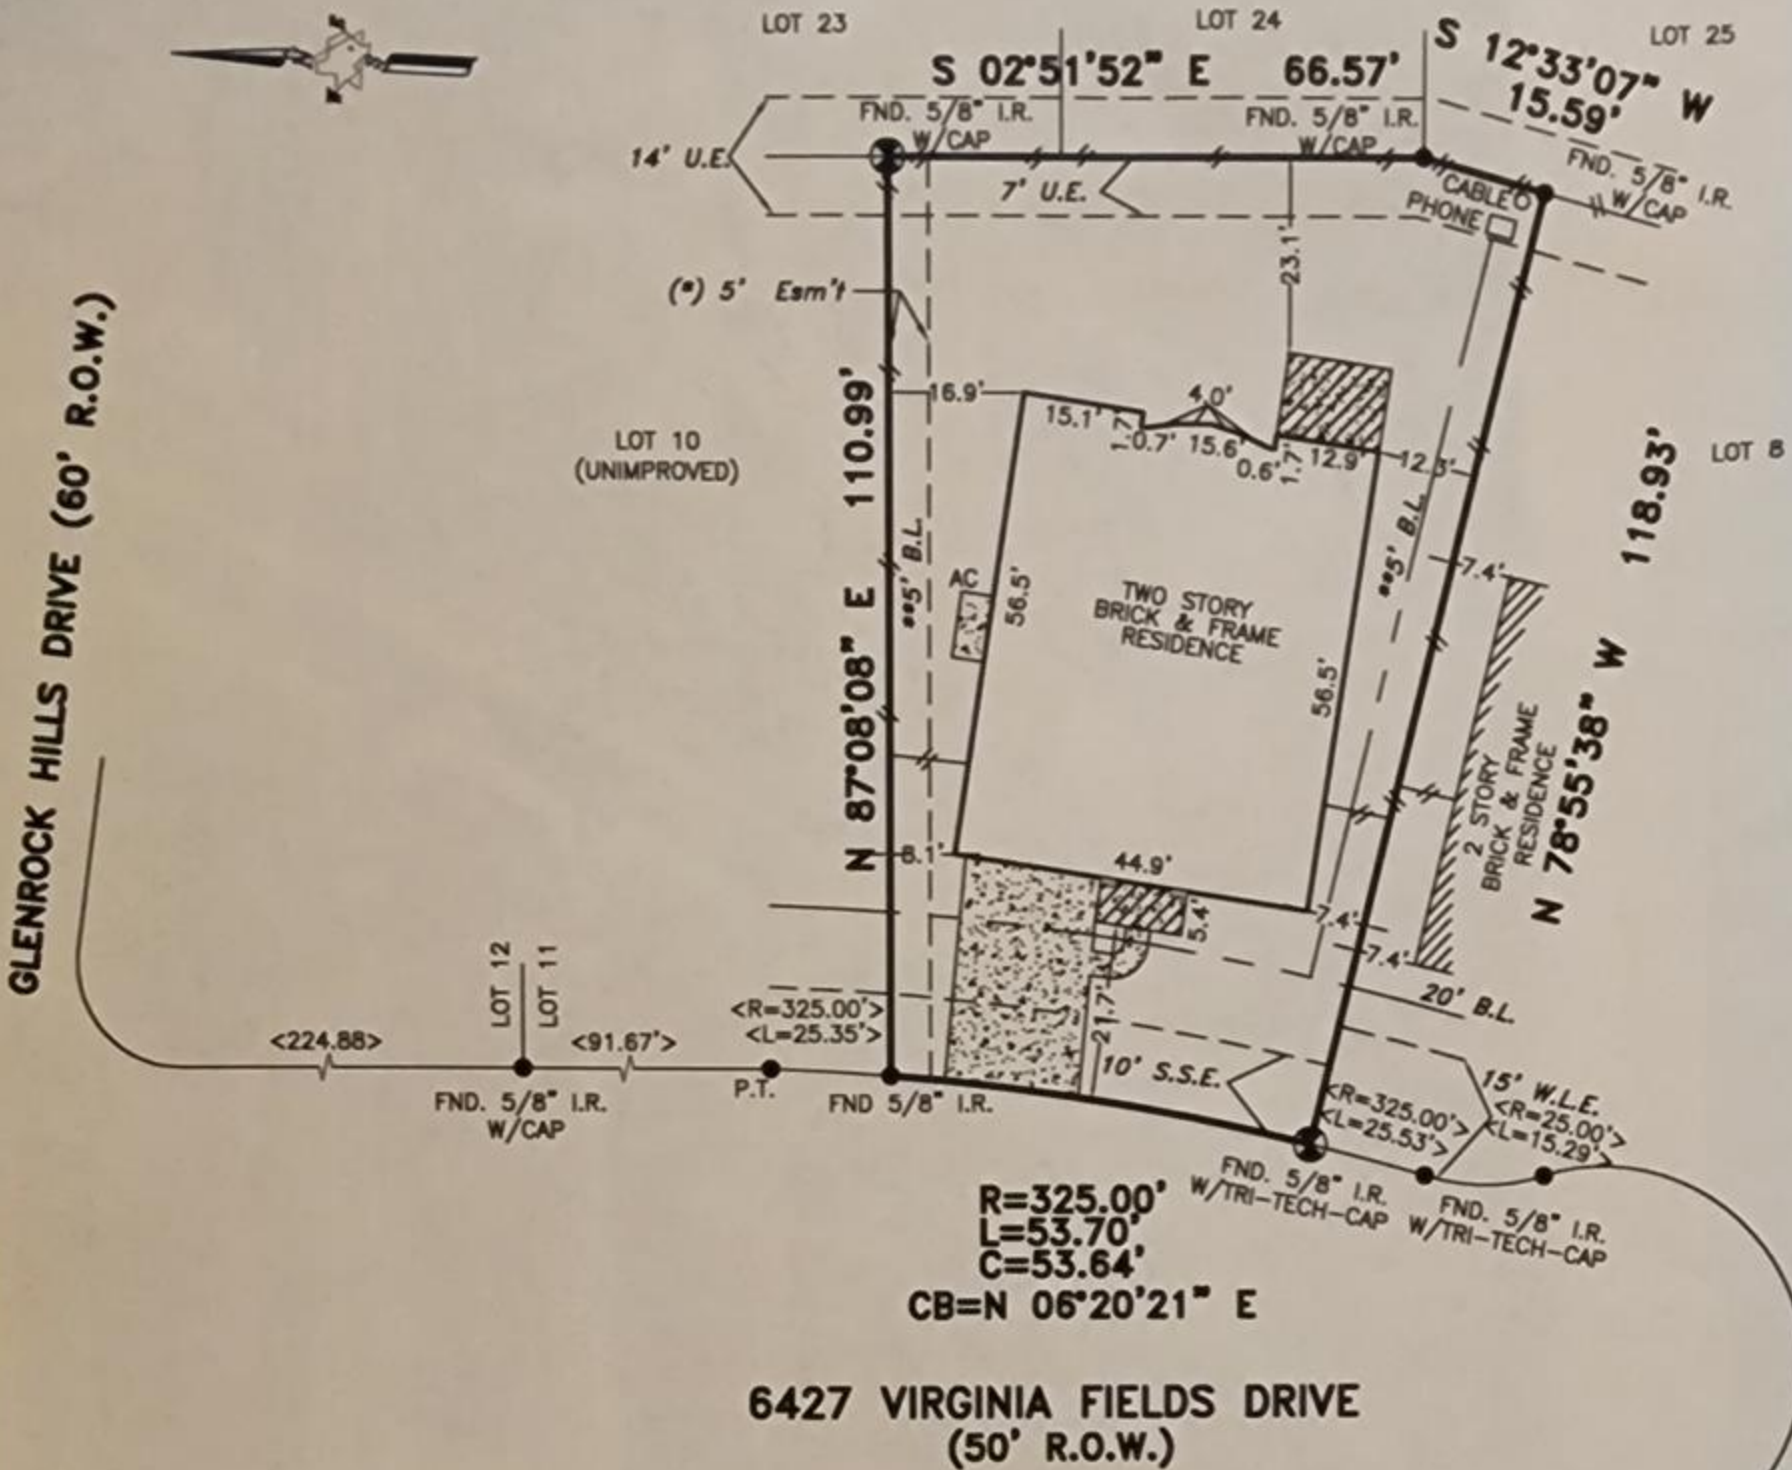 LOT 23
LOT 24
LOT 25
S 02°51'52" E 66.57'
S 12°33'07" W
15.59'
FND. 5/8" I.R.
W/CAP
FND. 5/8" I.R.
W/CAP
FND. 5/8" I.R.
W/CAP
14' U.E.
7' U.E.
CABLE
PHONE
23.1'
(*) 5' Esm't
16.9'
15.1'
1.7'
0.7'
4.0'
15.6'
0.6'
1.7'
12.9'
12.3'
LOT 10
(UNIMPROVED)
N 87°08'08" E 110.99'
**5' B.L.
AC
56.5'
TWO STORY
BRICK & FRAME
RESIDENCE
56.5'
**5' B.L.
7.4'
118.93'
LOT 8
N 78°55'38" W
2 STORY
BRICK & FRAME
RESIDENCE
GLENROCK HILLS DRIVE (60' R.O.W.)
44.9'
5.4'
7.4'
7.4'
20' B.L.
LOT 12
LOT 11
<R=325.00'>
<L=25.35'>
21.7'
10' S.S.E.
15' W.L.E.
<224.88>
<91.67'>
P.T.
FND. 5/8" I.R.
W/CAP
FND 5/8" I.R.
<R=325.00'>
<L=25.53'>
<R=25.00'>
<L=15.29'>
FND. 5/8" I.R.
W/TRI-TECH-CAP
FND. 5/8" I.R.
W/TRI-TECH-CAP
R=325.00'
L=53.70'
C=53.64'
CB=N 06°20'21" E
6427 VIRGINIA FIELDS DRIVE
(50' R.O.W.)